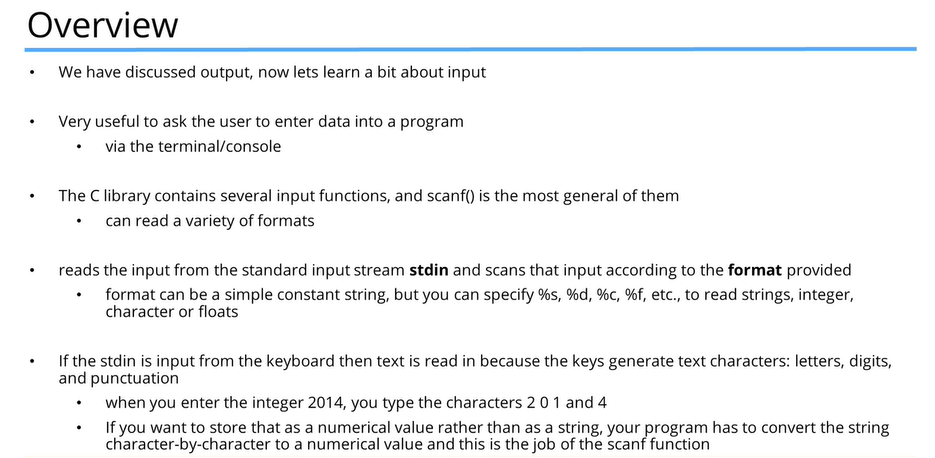 Overview
• We have discussed output, now lets learn a bit about input
• Very useful to ask the user to enter data into a program
• via the terminal/console
• The C library contains several input functions, and scanf() is the most general of them
• can read a variety of formats
• reads the input from the standard input stream stdin and scans that input according to the format provided
• format can be a simple constant string, but you can specify %s, %d, %c, %f, etc., to read strings, integer,
character or floats
• If the stdin is input from the keyboard then text is read in because the keys generate text characters: letters, digits,
and punctuation
• when you enter the integer 2014, you type the characters 2 0 1 and 4
• If you want to store that as a numerical value rather than as a string, your program has to convert the string
character-by-character to a numerical value and this is the job of the scanf function